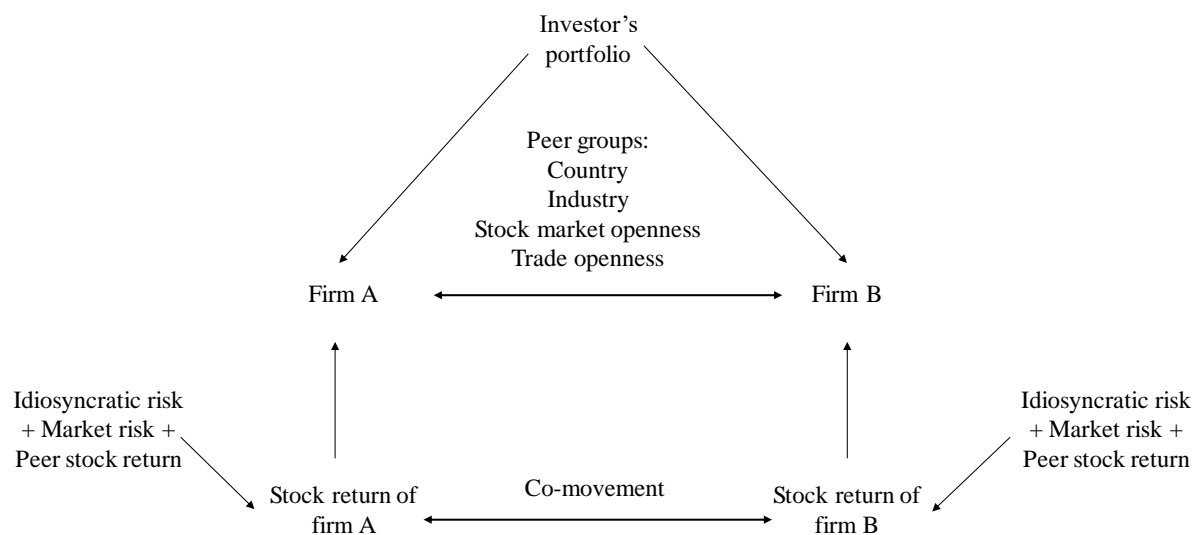 Investor’s
portfolio
Peer groups:
Country
Industry
Stock market openness
Trade openness
Firm A
Firm B
Idiosyncratic risk
+ Market risk +
Peer stock return
Idiosyncratic risk
+ Market risk +
Peer stock return
Stock return of
firm A
Co-movement
Stock return of
firm B